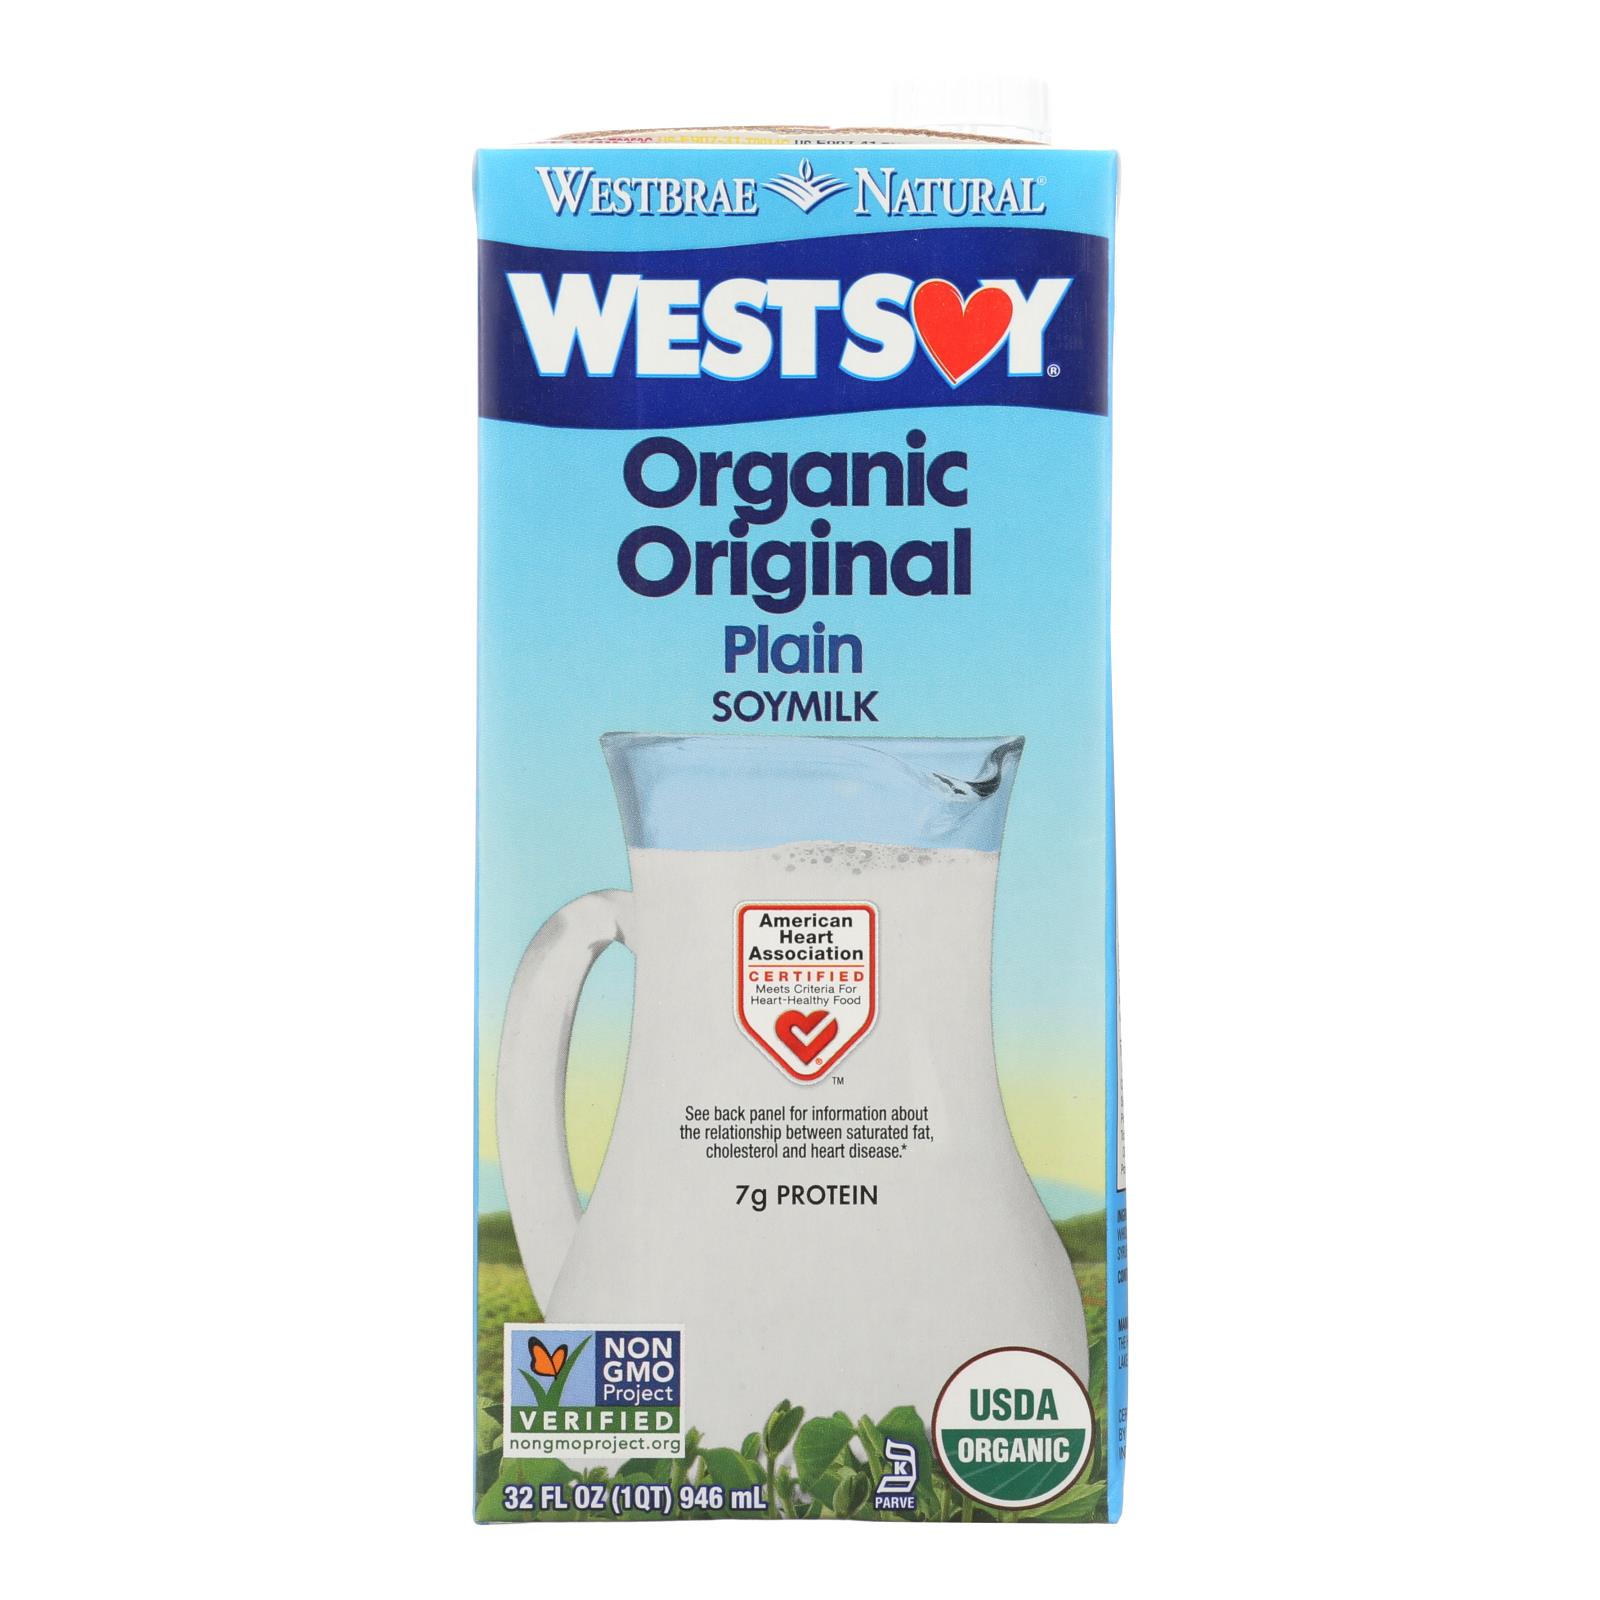 WESTBRAE NATURAL®
WESTSOY®
Organic
Original
Plain
SOYMILK
American
Heart
Association
CERTIFIED
Meets Criteria For
Heart-Healthy Food
®
TM
See back panel for information about
the relationship between saturated fat,
cholesterol and heart disease.*
7g PROTEIN
NON
GMO
Project
VERIFIED
nongmoproject.org
USDA
ORGANIC
K
PARVE
32 FL OZ (1QT) 946 mL